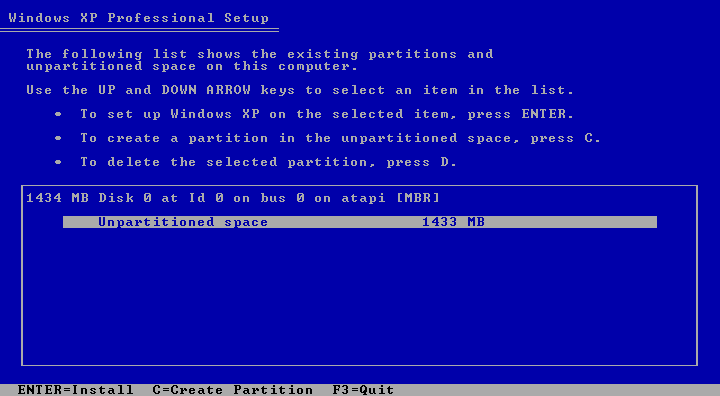 Windows XP Professional Setup
The following list shows the existing partitions and
unpartitioned space on this computer.
Use the UP and DOWN ARROW keys to select an item in the list.
• To set up Windows XP on the selected item, press ENTER.
• To create a partition in the unpartitioned space, press C.
• To delete the selected partition, press D.
1434 MB Disk 0 at Id 0 on bus 0 on atapi [MBR]
Unpartitioned space 1433 MB
ENTER=Install C=Create Partition F3=Quit